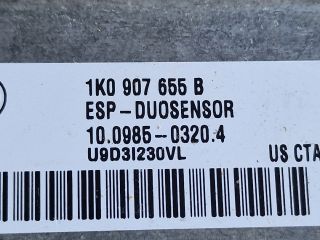 1K0 907 655 B
ESP-DUOSENSOR
10.0985-0320.4
U9D3I230VL
US CTA